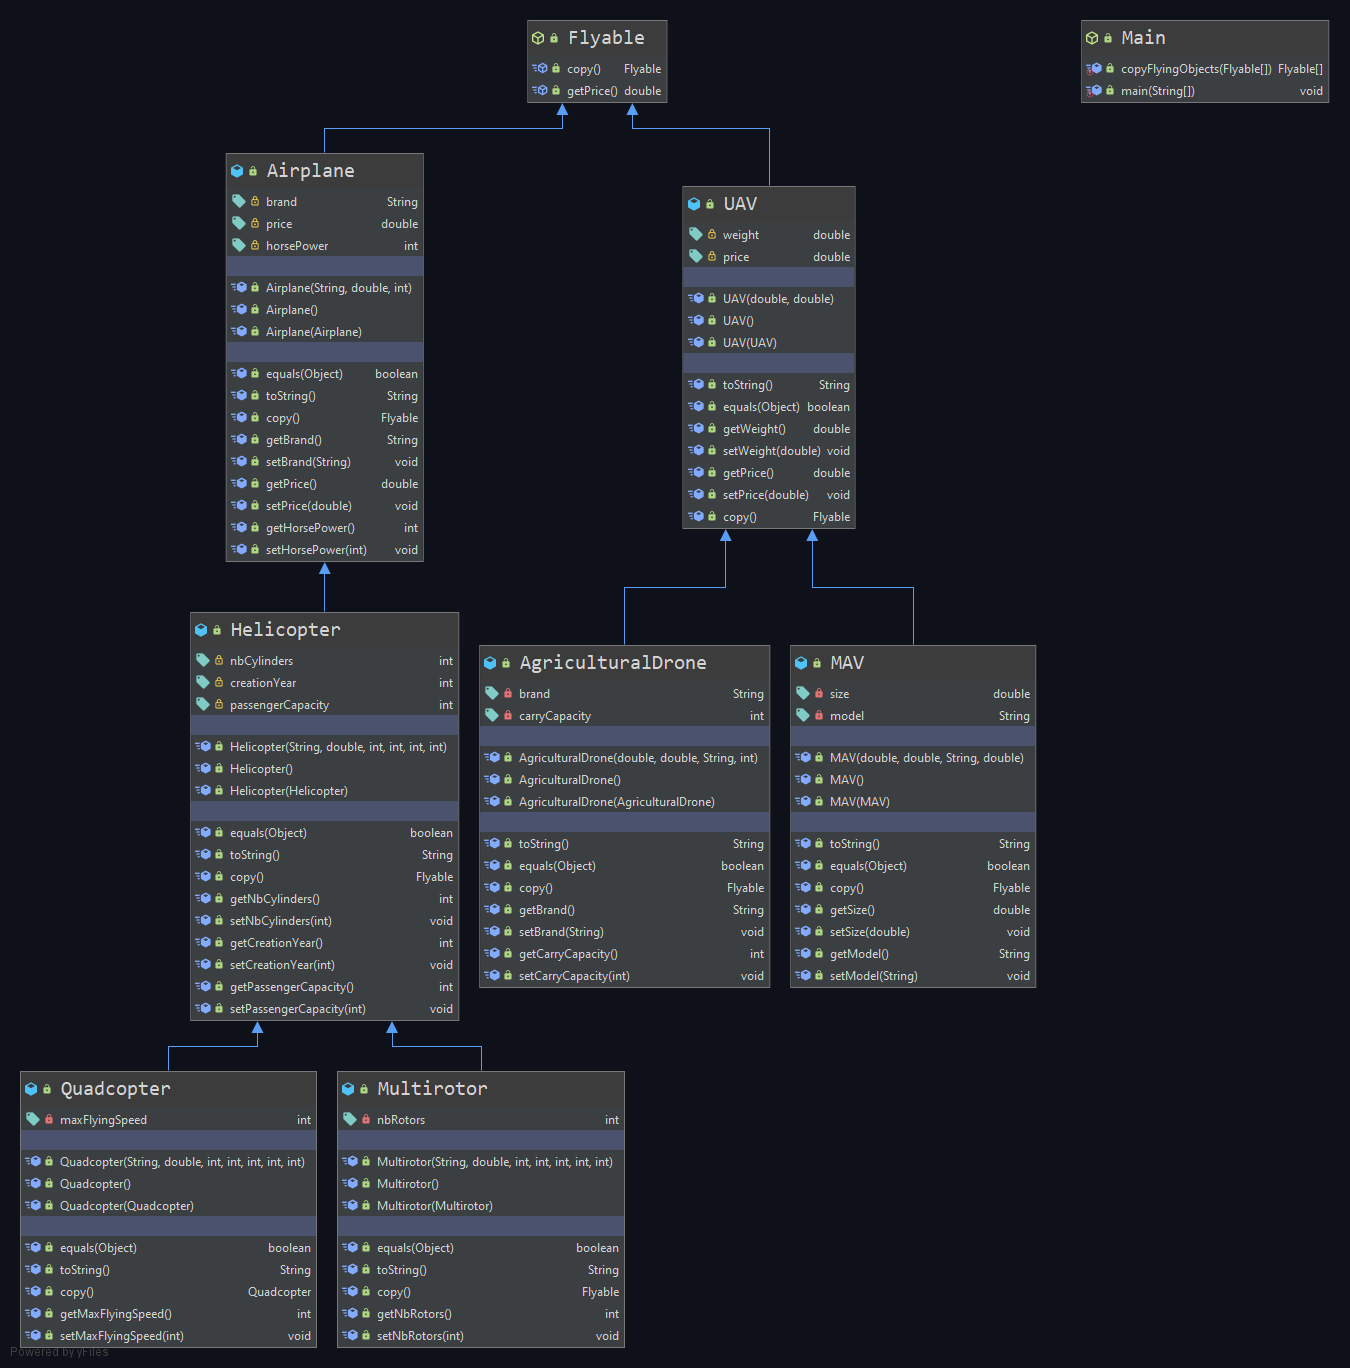 Flyable
copy() Flyable
getPrice() double
Main
copyFlyingObjects(Flyable[]) Flyable[]
main(String[]) void
Airplane
brand String
price double
horsePower int
Airplane(String, double, int)
Airplane()
Airplane(Airplane)
equals(Object) boolean
toString() String
copy() Flyable
getBrand() String
setBrand(String) void
getPrice() double
setPrice(double) void
getHorsePower() int
setHorsePower(int) void
UAV
weight double
price double
UAV(double, double)
UAV()
UAV(UAV)
toString() String
equals(Object) boolean
getWeight() double
setWeight(double) void
getPrice() double
setPrice(double) void
copy() Flyable
Helicopter
nbCylinders int
creationYear int
passengerCapacity int
Helicopter(String, double, int, int, int, int)
Helicopter()
Helicopter(Helicopter)
equals(Object) boolean
toString() String
copy() Flyable
getNbCylinders() int
setNbCylinders(int) void
getCreationYear() int
setCreationYear(int) void
getPassengerCapacity() int
setPassengerCapacity(int) void
AgriculturalDrone
brand String
carryCapacity int
AgriculturalDrone(double, double, String, int)
AgriculturalDrone()
AgriculturalDrone(AgriculturalDrone)
toString() String
equals(Object) boolean
copy() Flyable
getBrand() String
setBrand(String) void
getCarryCapacity() int
setCarryCapacity(int) void
MAV
size double
model String
MAV(double, double, String, double)
MAV()
MAV(MAV)
toString() String
equals(Object) boolean
copy() Flyable
getSize() double
setSize(double) void
getModel() String
setModel(String) void
Quadcopter
maxFlyingSpeed int
Quadcopter(String, double, int, int, int, int, int)
Quadcopter()
Quadcopter(Quadcopter)
equals(Object) boolean
toString() String
copy() Quadcopter
getMaxFlyingSpeed() int
setMaxFlyingSpeed(int) void
Multirotor
nbRotors int
Multirotor(String, double, int, int, int, int, int)
Multirotor()
Multirotor(Multirotor)
equals(Object) boolean
toString() String
copy() Flyable
getNbRotors() int
setNbRotors(int) void
Powered by yFiles